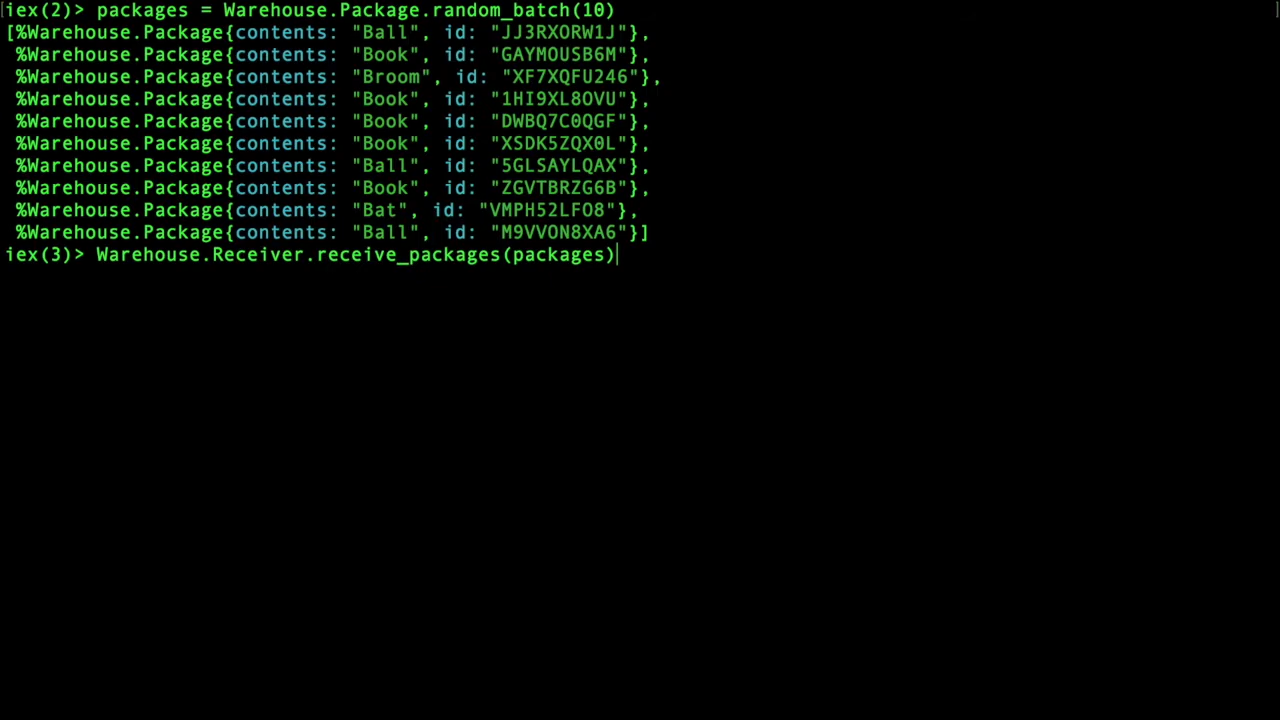 iex(2)> packages = Warehouse.Package.random_batch(10)
[%Warehouse.Package{contents: "Ball", id: "JJ3RXORW1J"},
 %Warehouse.Package{contents: "Book", id: "GAYMOUSB6M"},
 %Warehouse.Package{contents: "Broom", id: "XF7XQFU246"},
 %Warehouse.Package{contents: "Book", id: "1HI9XL8OVU"},
 %Warehouse.Package{contents: "Book", id: "DWBQ7C0QGF"},
 %Warehouse.Package{contents: "Book", id: "XSDK5ZQX0L"},
 %Warehouse.Package{contents: "Ball", id: "5GLSAYLQAX"},
 %Warehouse.Package{contents: "Book", id: "ZGVTBRZG6B"},
 %Warehouse.Package{contents: "Bat", id: "VMPH52LFO8"},
 %Warehouse.Package{contents: "Ball", id: "M9VVON8XA6"}]
iex(3)> Warehouse.Receiver.receive_packages(packages)